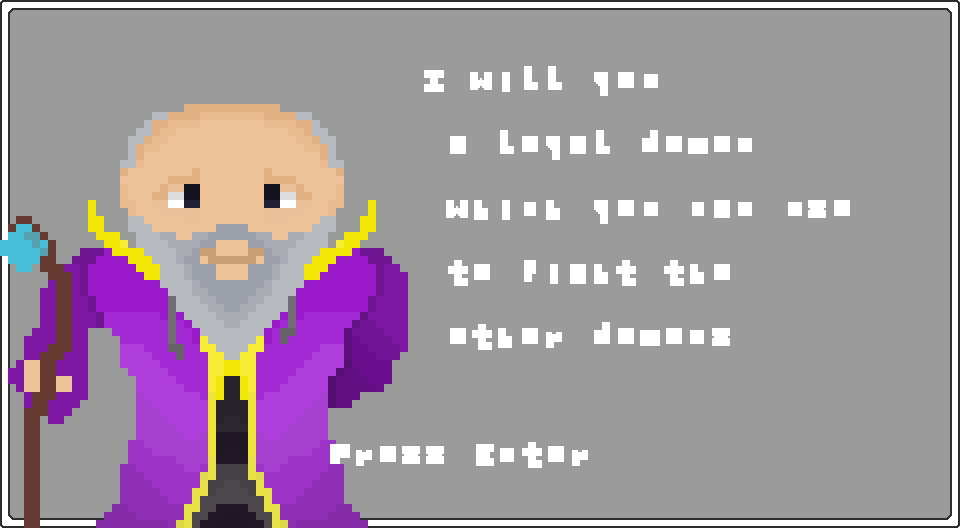 I will you
a loyal demon
which you can use
to fight the
other demons
Press Enter